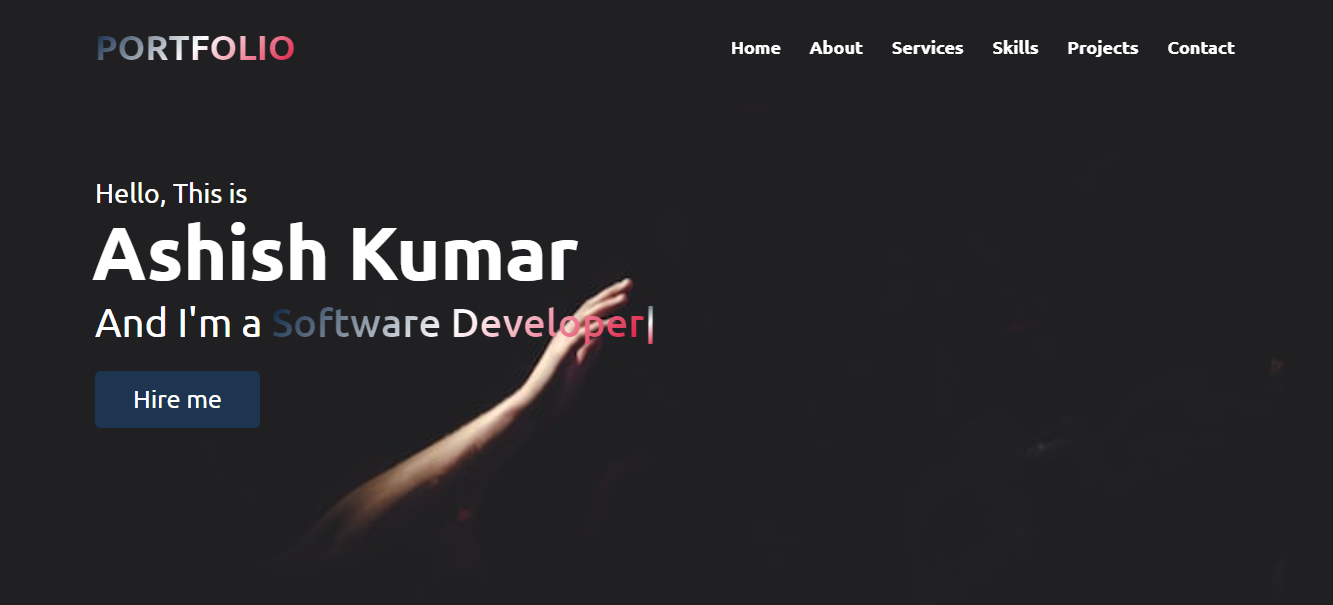 PORTFOLIO
Home About Services Skills Projects Contact
Hello, This is
Ashish Kumar
And I'm a Software Developer|
Hire me